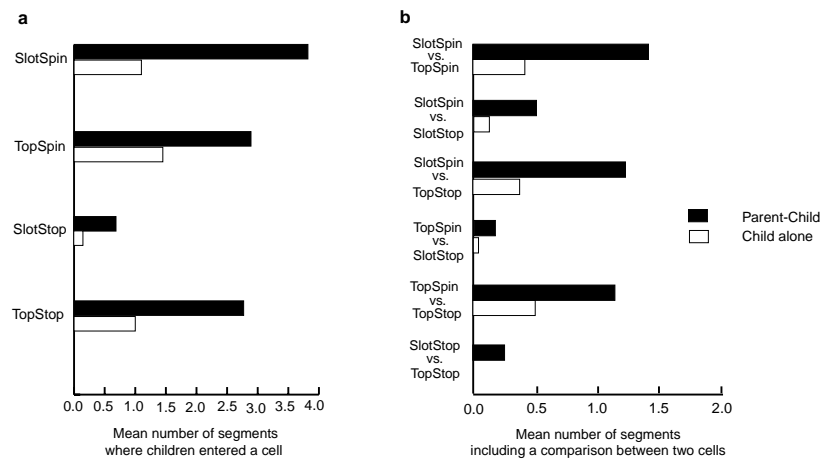 a
SlotSpin
TopSpin
SlotStop
TopStop
0.0 0.5 1.0 1.5 2.0 2.5 3.0 3.5 4.0
Mean number of segments
where children entered a cell
b
SlotSpin
vs.
TopSpin
SlotSpin
vs.
SlotStop
SlotSpin
vs.
TopStop
TopSpin
vs.
SlotStop
TopSpin
vs.
TopStop
SlotStop
vs.
TopStop
0.0 0.5 1.0 1.5 2.0
Mean number of segments
including a comparison between two cells
Parent-Child
Child alone